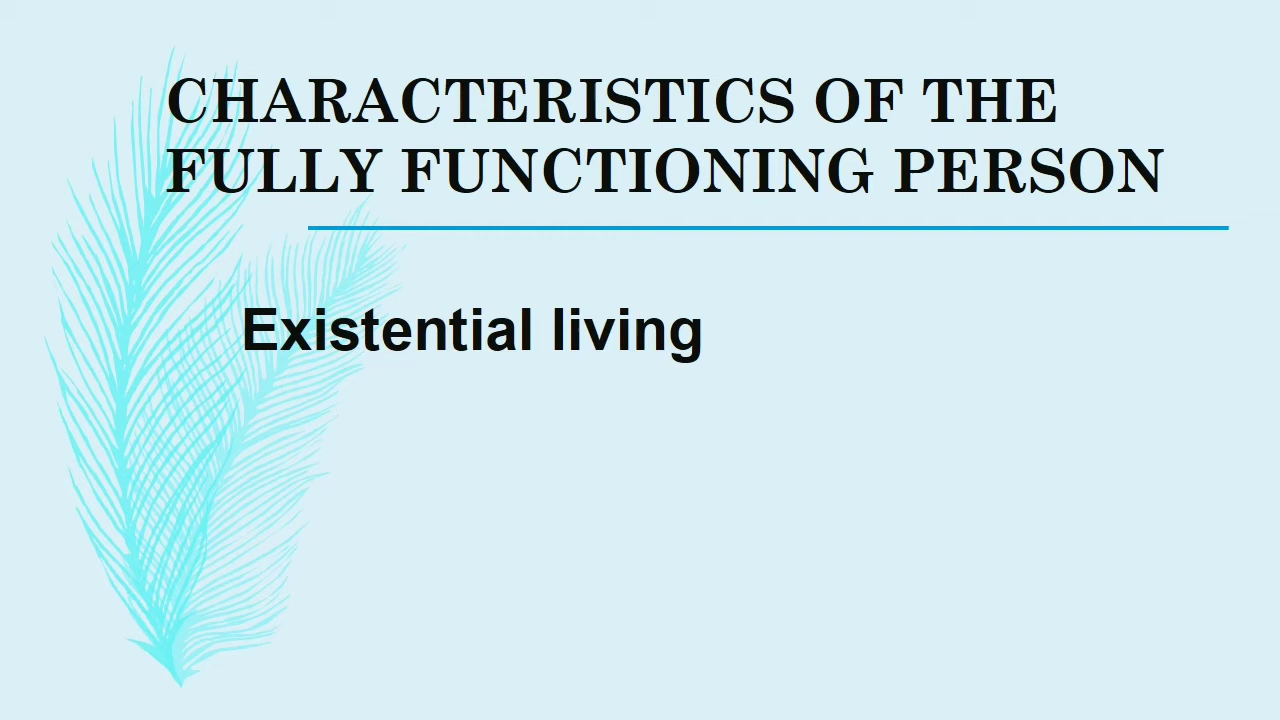 CHARACTERISTICS OF THE
FULLY FUNCTIONING PERSON
Existential living